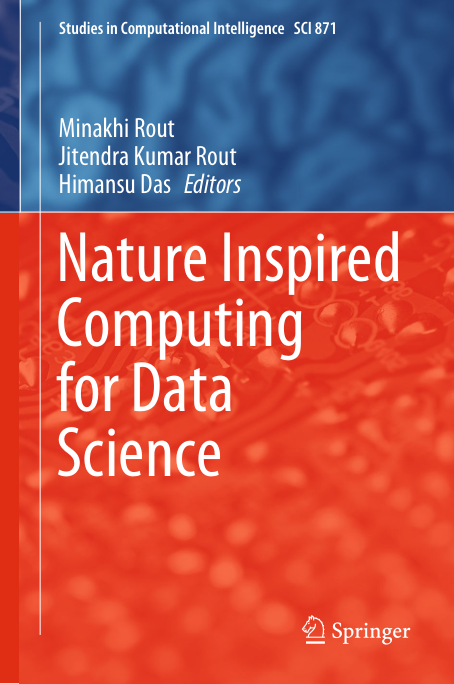 Studies in Computational Intelligence SCI 871
Minakhi Rout
Jitendra Kumar Rout
Himansu Das Editors
Nature Inspired
Computing
for Data
Science
Springer